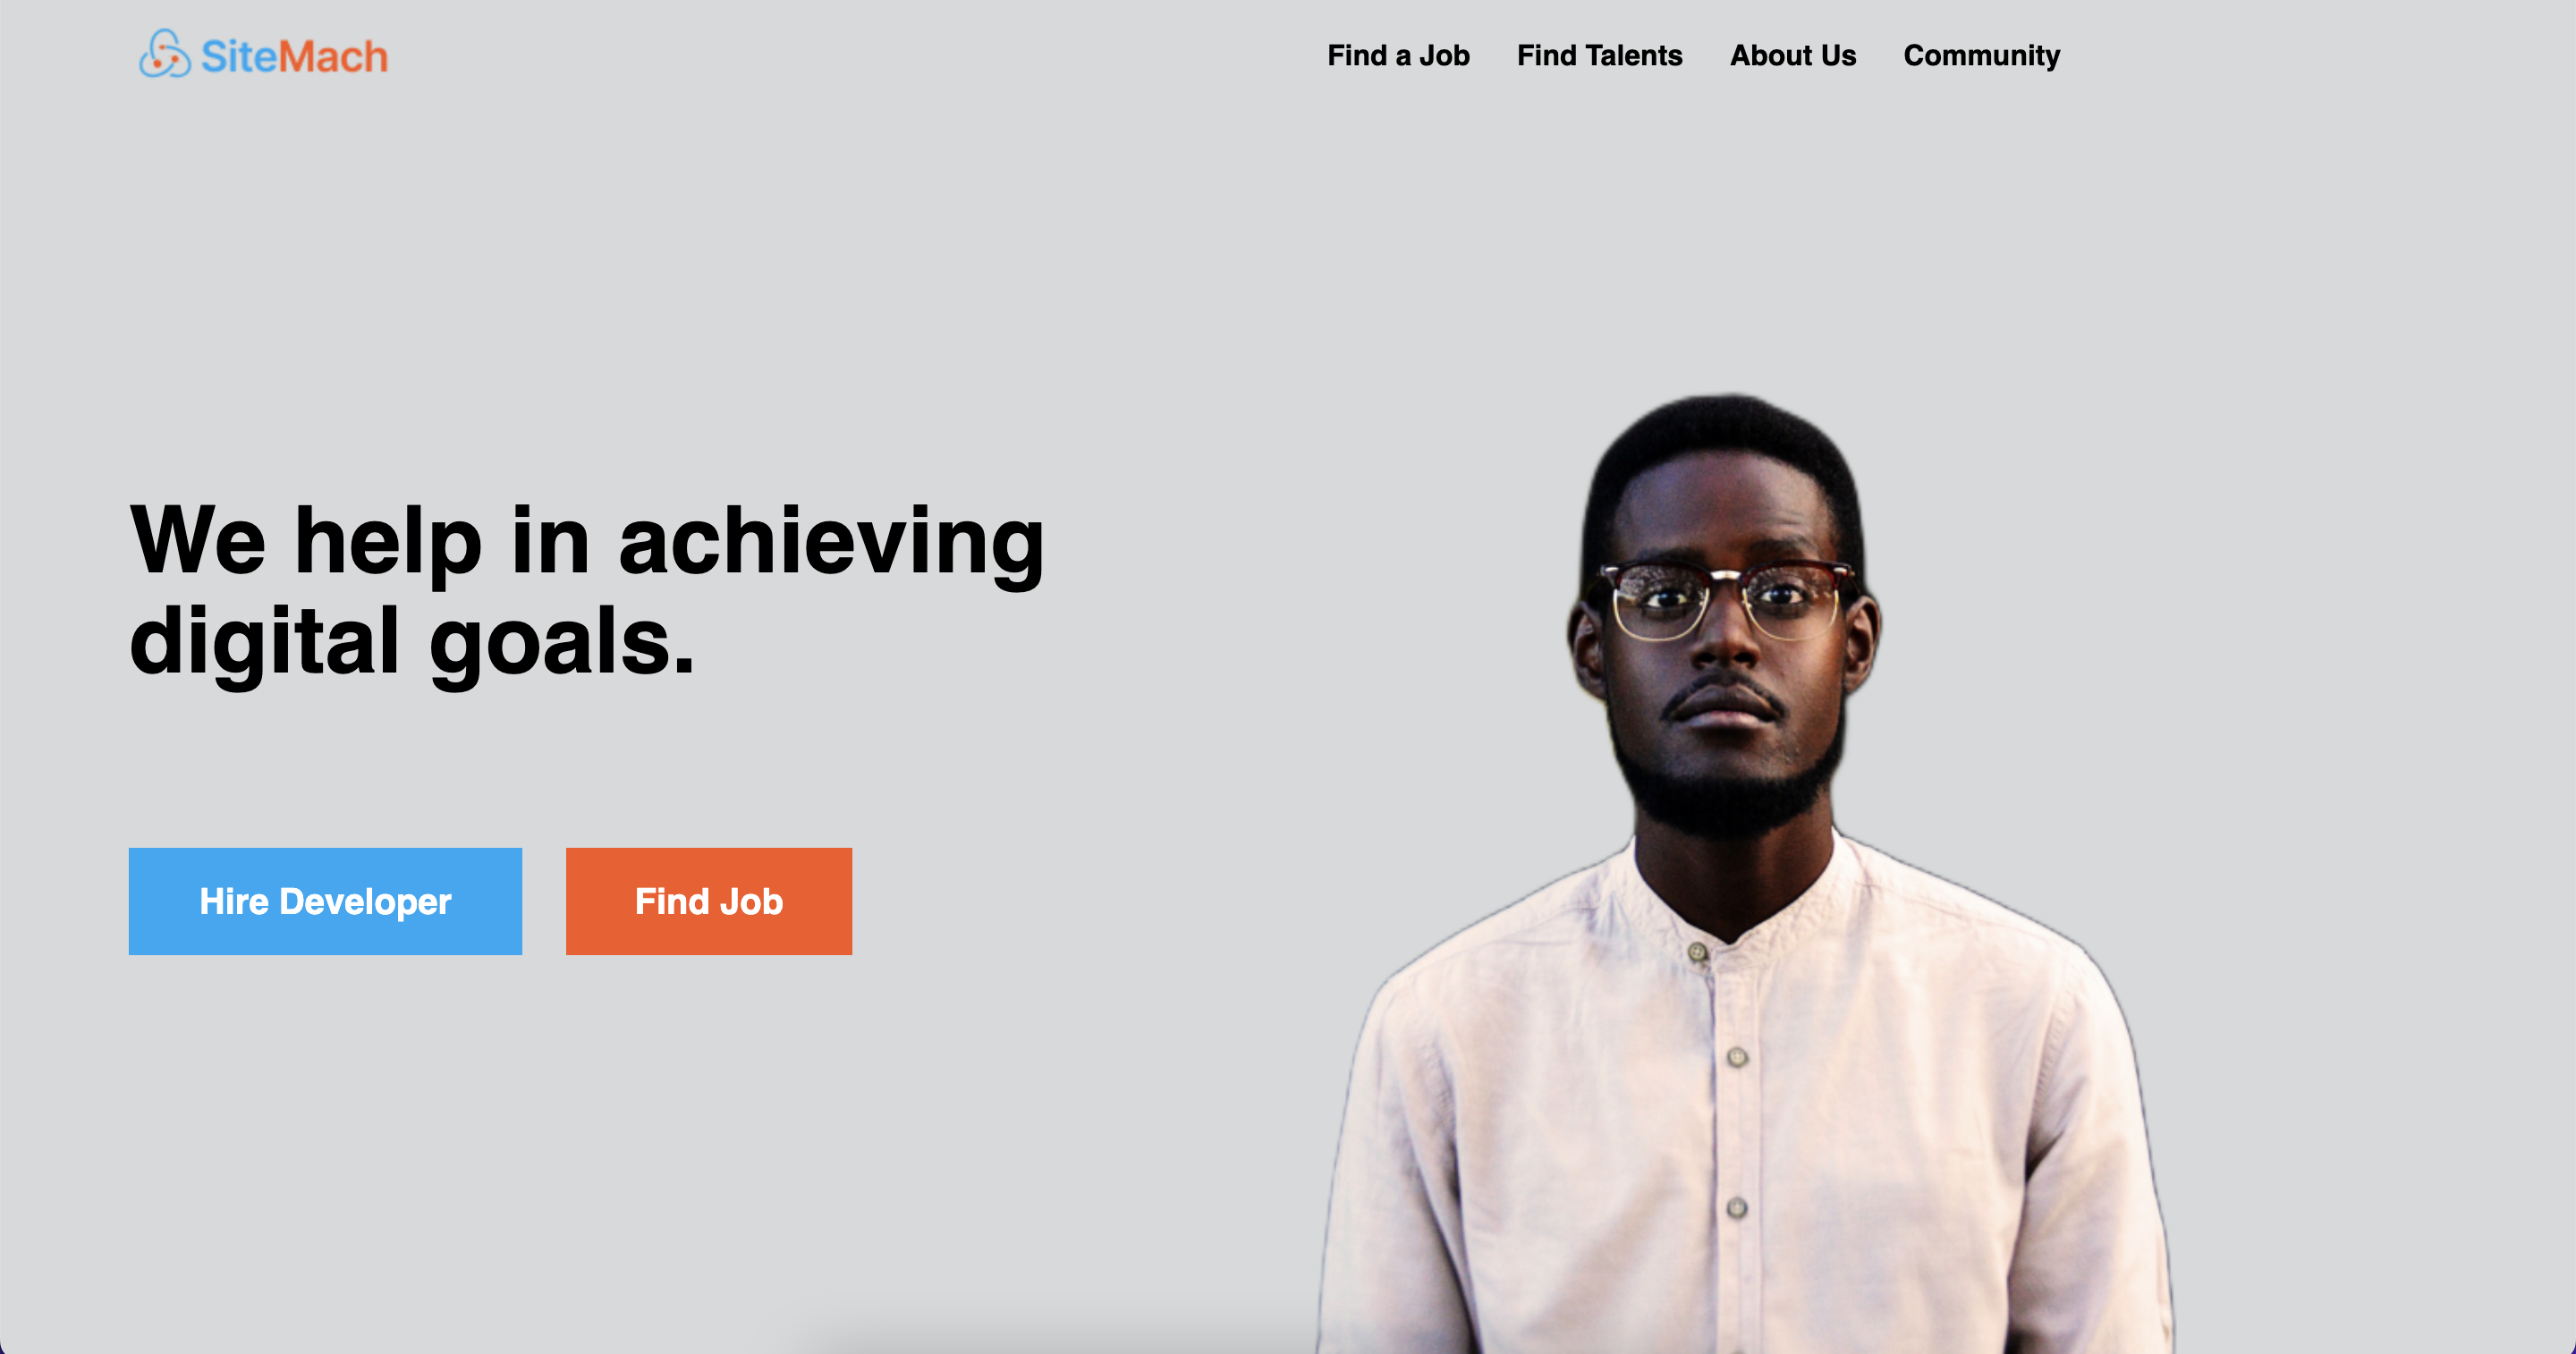 SiteMach
Find a Job
Find Talents
About Us
Community
We help in achieving
digital goals.
Hire Developer
Find Job